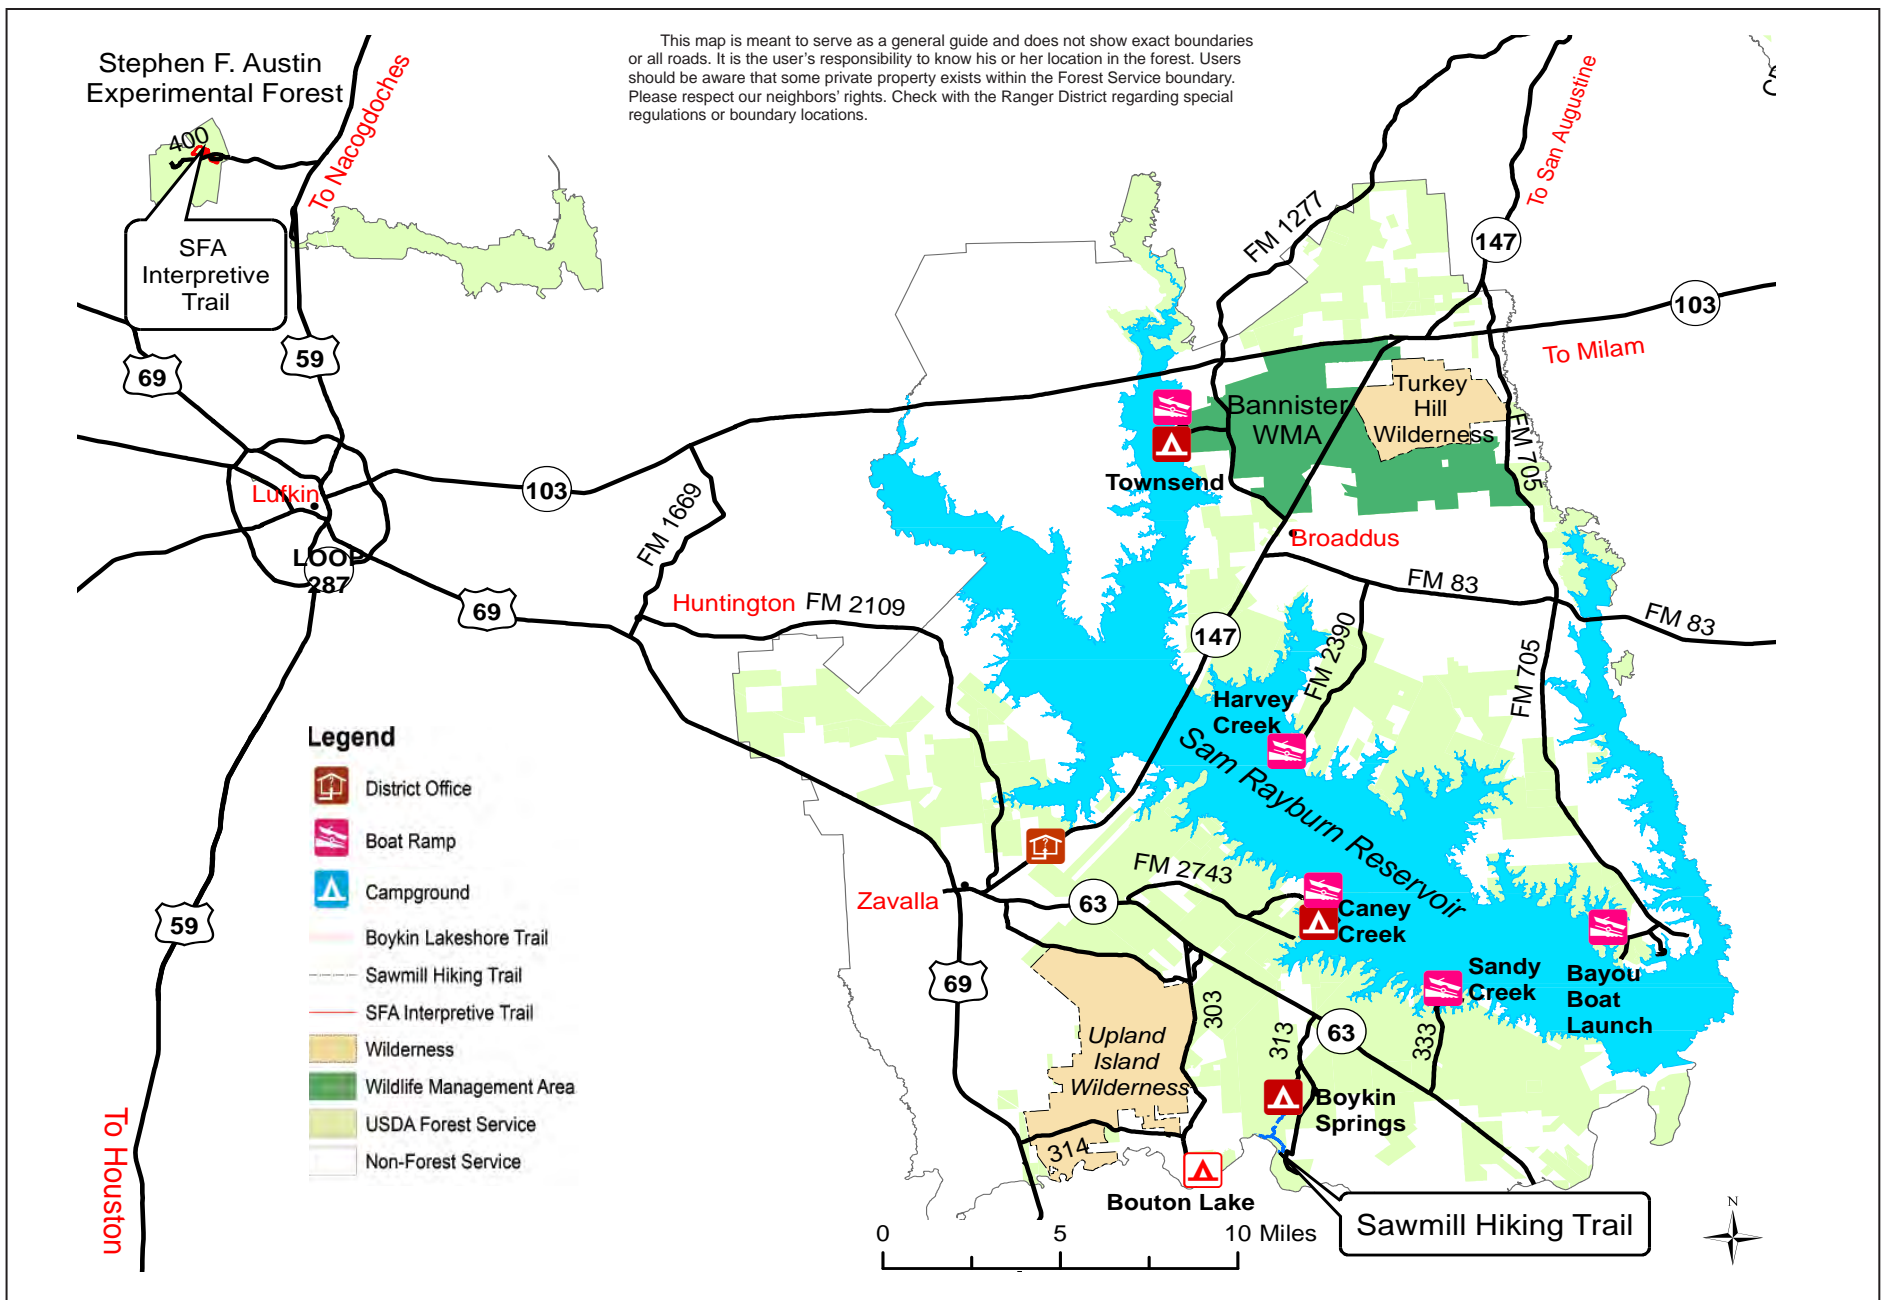 Stephen F. Austin
Experimental Forest
This map is meant to serve as a general guide and does not show exact boundaries
or all roads. It is the user's responsibility to know his or her location in the forest. Users
should be aware that some private property exists within the Forest Service boundary.
Please respect our neighbors' rights. Check with the Ranger District regarding special
regulations or boundary locations.
400
To Nacogdoches
To San Augustine
SFA
Interpretive
Trail
FM 1277
147
103
To Milam
59
69
Turkey
Hill
Wilderness
Bannister
WMA
Townsend
FM 705
Lufkin
103
FM 1669
Broaddus
LOOP
287
69
Huntington
FM 2109
FM 83
FM 83
147
FM 2390
FM 705
Harvey
Creek
Sam Rayburn Reservoir
Legend
District Office
Boat Ramp
Campground
Boykin Lakeshore Trail
Sawmill Hiking Trail
SFA Interpretive Trail
Wilderness
Wildlife Management Area
USDA Forest Service
Non-Forest Service
59
To Houston
Zavalla
63
FM 2743
Caney
Creek
69
Sandy
Creek
Bayou
Boat
Launch
Upland
Island
Wilderness
303
313
63
333
Boykin
Springs
314
Bouton Lake
Sawmill Hiking Trail
0 5 10 Miles
N